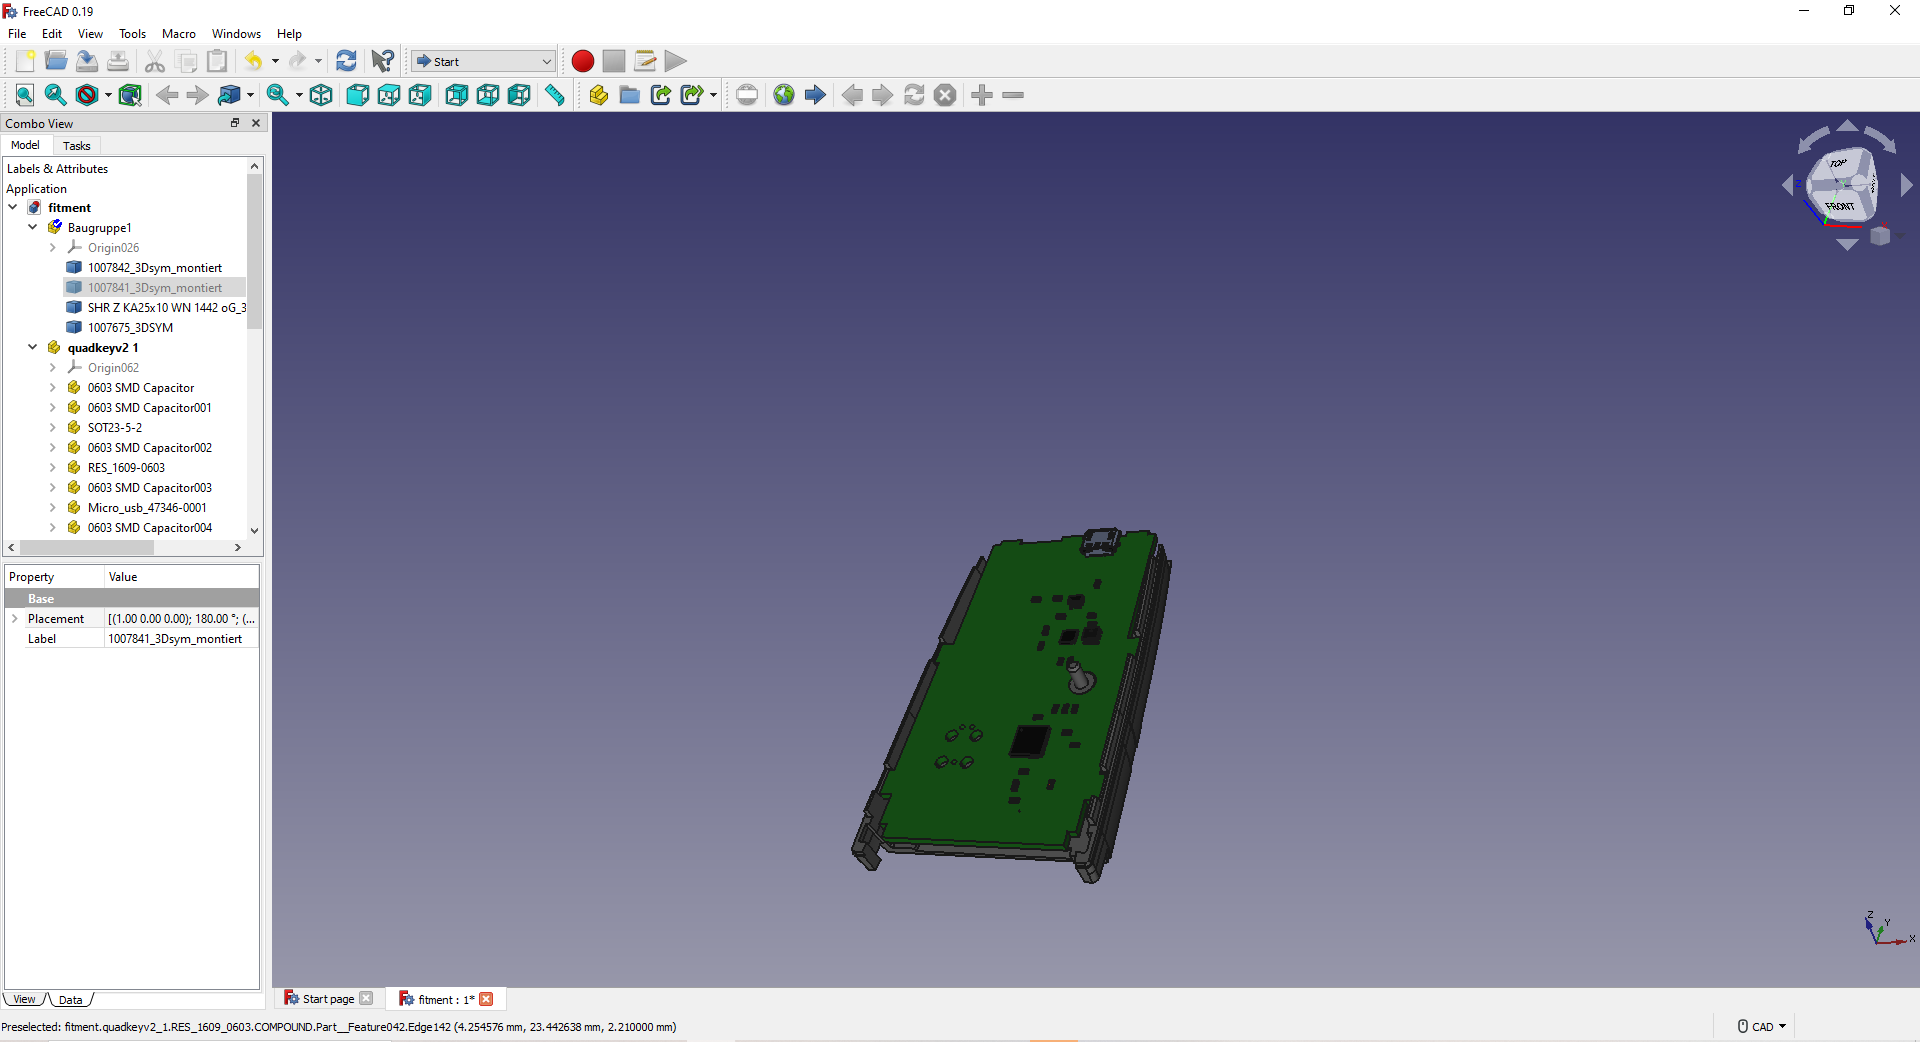 FreeCAD 0.19
File Edit View Tools Macro Windows Help
Start
Combo View
Model Tasks
Labels & Attributes
Application
fitment
Baugruppe1
Origin026
1007842_3Dsym_montiert
1007841_3Dsym_montiert
SHR Z KA25x10 WN 1442 oG_3
1007675_3DSYM
quadkeyv2 1
Origin062
0603 SMD Capacitor
0603 SMD Capacitor001
SOT23-5-2
0603 SMD Capacitor002
RES_1609-0603
0603 SMD Capacitor003
Micro_usb_47346-0001
0603 SMD Capacitor004
Property Value
Base
Placement [(1.00 0.00 0.00); 180.00 °; (...
Label 1007841_3Dsym_montiert
View Data
TOP
FRONT
Z
Z Y X
Start page
fitment : 1*
Preselected: fitment.quadkeyv2_1.RES_1609_0603.COMPOUND.Part__Feature042.Edge142 (4.254576 mm, 23.442638 mm, 2.210000 mm)
CAD